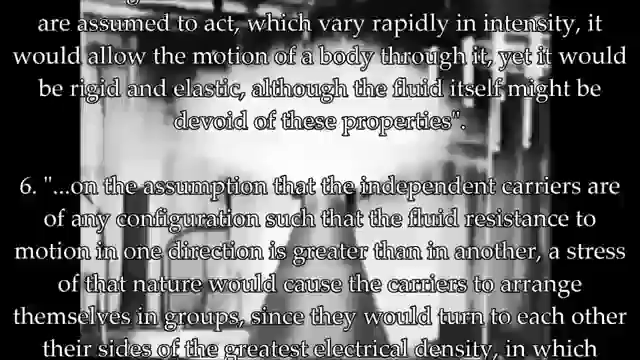 are assumed to act, which vary rapidly in intensity, it
would allow the motion of a body through it, yet it would
be rigid and elastic, although the fluid itself might be
devoid of these properties".
6. "...on the assumption that the independent carriers are
of any configuration such that the fluid resistance to
motion in one direction is greater than in another, a stress
of that nature would cause the carriers to arrange
themselves in groups, since they would turn to each other
their sides of the greatest electrical density, in which